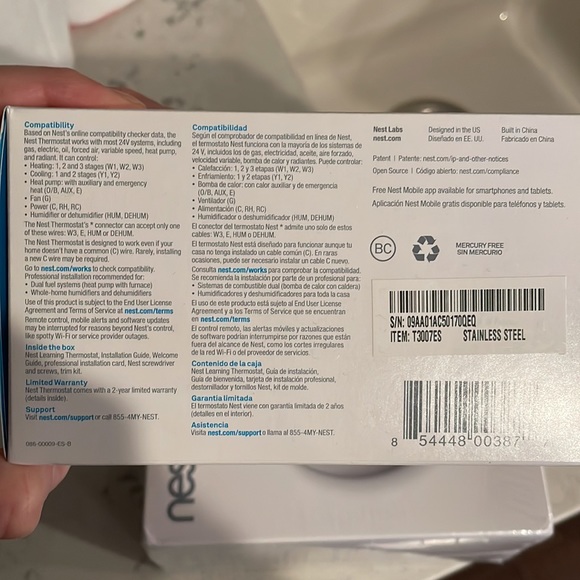 Compatibility
Based on Nest's online compatibility checker data, the
Nest Thermostat works with most 24V systems, including
gas, electric, oil, forced air, variable speed, heat pump,
and radiant. It can control:
• Heating: 1, 2 and 3 stages (W1, W2, W3)
• Cooling: 1 and 2 stages (Y1, Y2)
• Heat pump: with auxiliary and emergency
heat (O/B, AUX, E)
• Fan (G)
• Power (C, RH, RC)
• Humidifier or dehumidifier (HUM, DEHUM)
The Nest Thermostat's * connector can accept only one
of these wires: W3, E, HUM or DEHUM.
The Nest Thermostat is designed to work even if your
home doesn't have a common (C) wire. Rarely, installing
a new C wire may be required.
Go to nest.com/works to check compatibility.
Professional installation recommended for:
• Dual fuel systems (heat pump with furnace)
• Whole-home humidifiers and dehumidifiers
Use of this product is subject to the End User License
Agreement and Terms of Service at nest.com/terms
Remote control, mobile alerts and software updates
may be interrupted for reasons beyond Nest's control,
like spotty Wi-Fi or service provider outages.
Inside the box
Nest Learning Thermostat, Installation Guide, Welcome
Guide, professional installation card, Nest screwdriver
and screws, trim kit.
Limited Warranty
Nest Thermostat comes with a 2-year limited warranty
(details inside).
Support
Visit nest.com/support or call 855-4MY-NEST.
086-00069-ES-B
Compatibilidad
Según el comprobador de compatibilidad en línea de Nest,
el termostato Nest funciona con la mayoría de los sistemas de
24 V, incluidos los de gas, electricidad, aceite, aire forzado,
velocidad variable, bomba de calor y radiantes. Puede controlar:
• Calefacción: 1, 2 y 3 etapas (W1, W2, W3)
• Enfriamiento: 1 y 2 etapas (Y1, Y2)
• Bomba de calor: con calor auxiliar y de emergencia
(O/B, AUX, E)
• Ventilador (G)
• Alimentación (C, RH, RC)
• Humidificador o deshumidificador (HUM, DEHUM)
El conector del termostato Nest * admite uno solo de estos
cables: W3, E, HUM o DEHUM.
El termostato Nest está diseñado para funcionar aunque tu
casa no tenga instalado un cable común (C). En raras
ocasiones, puede ser necesario instalar un cable C nuevo.
Consulta nest.com/works para comprobar la compatibilidad.
Se recomienda la instalación por parte de un profesional para:
• Sistemas de combustible dual (bomba de calor con caldera)
• Humidificadores y deshumidificadores para toda la casa
El uso de este producto está sujeto al End User License
Agreement y a los Terms of Service que se encuentran
en nest.com/terms
El control remoto, las alertas móviles y actualizaciones
de software podrían interrumpirse por razones que están
fuera del alcance de Nest, como los cortes irregulares
de la red Wi-Fi o del proveedor de servicios.
Contenido de la caja
Nest Learning Thermostat, Guía de instalación,
Guía de bienvenida, tarjeta de instalación profesional,
destornillador y tornillos Nest, kit de molde.
Garantía limitada
El termostato Nest viene con garantía limitada de 2 años
(detalles en el interior).
Asistencia
Visita nest.com/support o llama al 855-4MY-NEST.
Nest Labs Designed in the US Built in China
nest.com Diseñado en EE. UU. Fabricado en China
Patent | Patente: nest.com/ip-and-other-notices
Open Source | Código abierto: nest.com/compliance
Free Nest Mobile app available for smartphones and tablets.
Aplicación Nest Mobile gratis disponible para teléfonos y tablets.
BC
MERCURY FREE
SIN MERCURIO
S/N: 09AA01AC50170QEQ
ITEM: T3007ES STAINLESS STEEL
8 54448 00387
nes